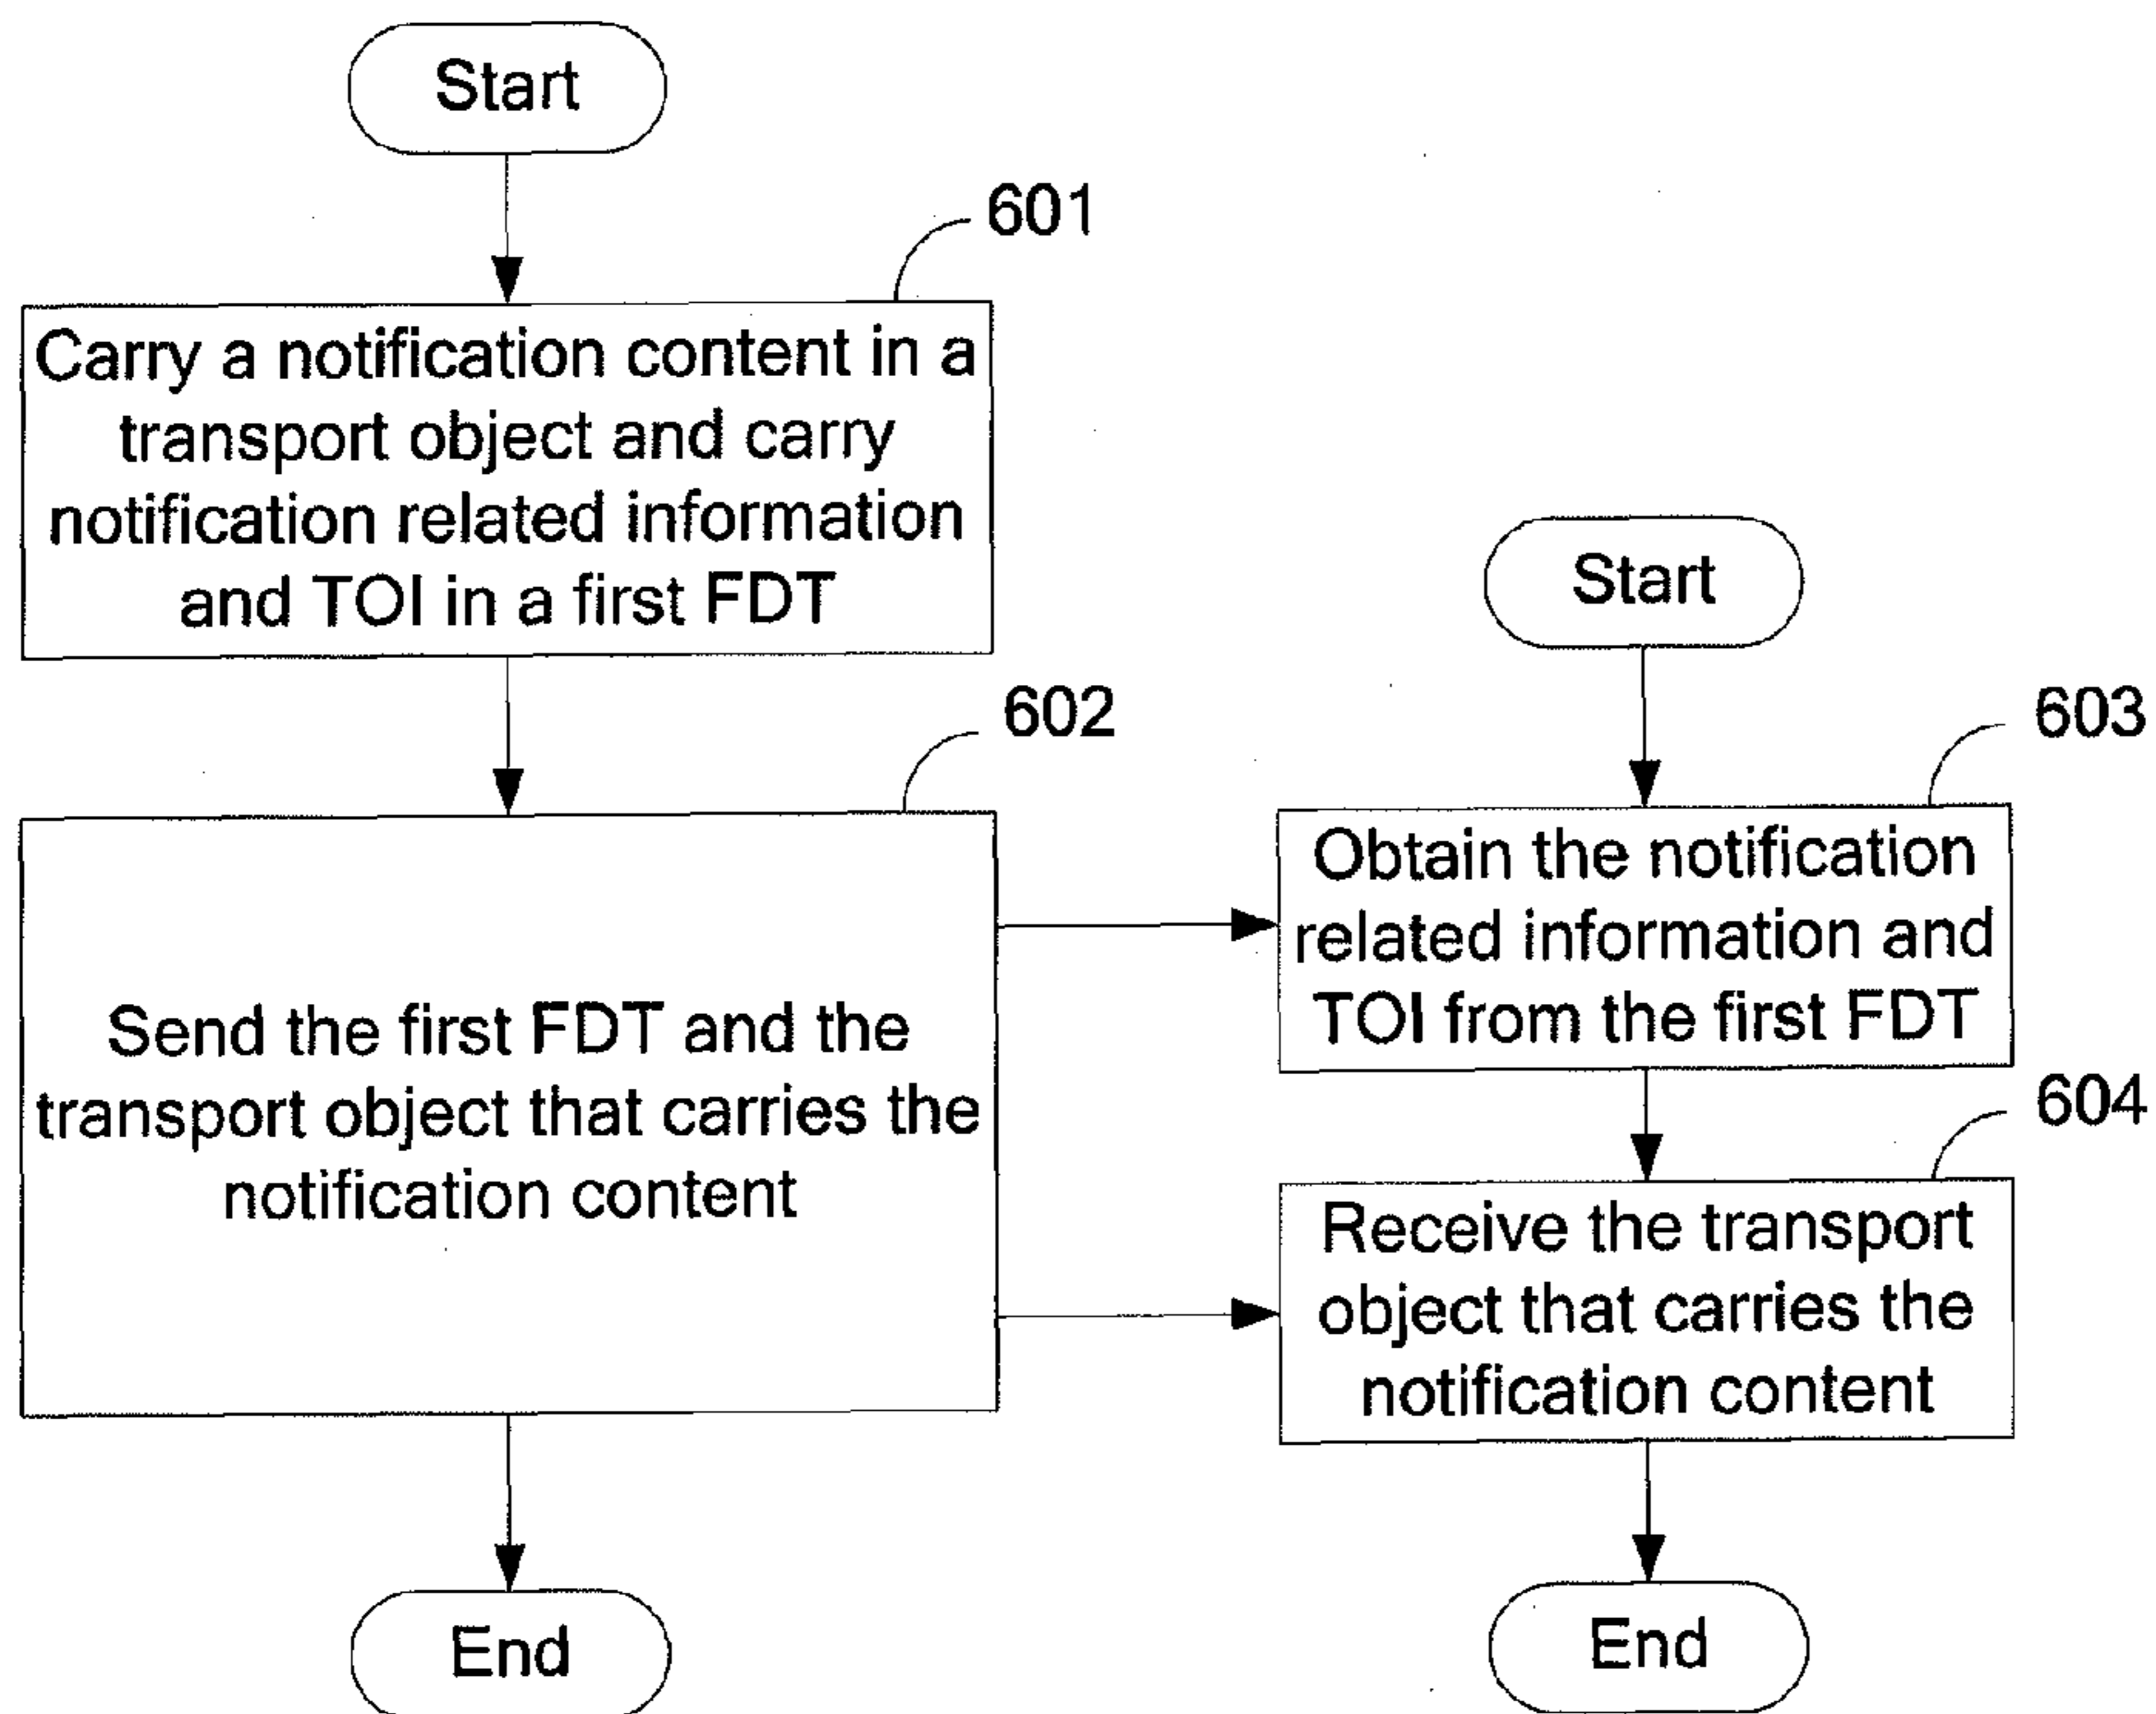 Start
601
Carry a notification content in a
transport object and carry
notification related information
and TOI in a first FDT
602
Send the first FDT and the
transport object that carries the
notification content
End
Start
603
Obtain the notification
related information and
TOI from the first FDT
604
Receive the transport
object that carries the
notification content
End